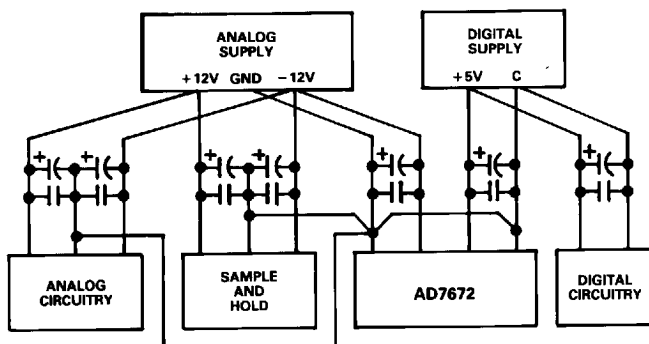 ANALOG
SUPPLY
+12V GND −12V
DIGITAL
SUPPLY
+5V C
+ + + + + + +
ANALOG
CIRCUITRY
SAMPLE
AND
HOLD
AD7672
DIGITAL
CIRCUITRY